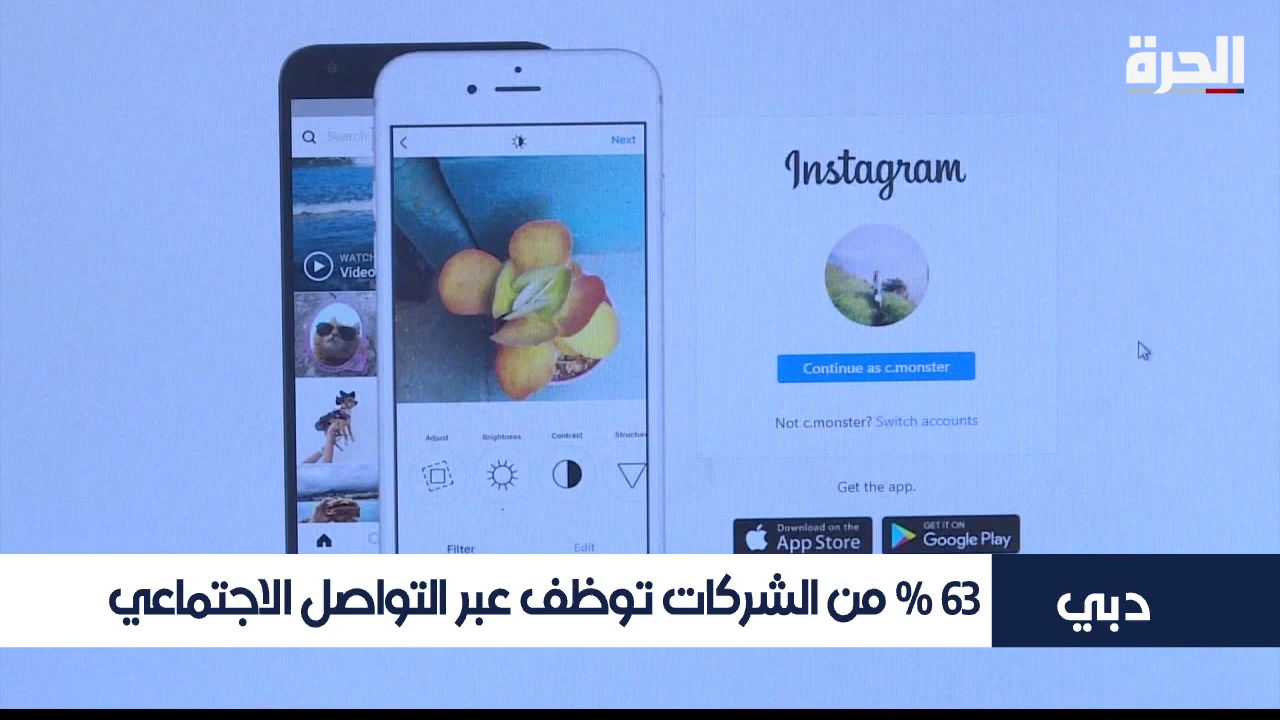 الحرة
Search
Next
WATCH
Video
Instagram
Continue as c.monster
Not c.monster? Switch accounts
Adjust Brightness Contrast Structure
Get the app.
Download on the
App Store
GET IT ON
Google Play
Filter Edit
دبي
63 % من الشركات توظف عبر التواصل الاجتماعي